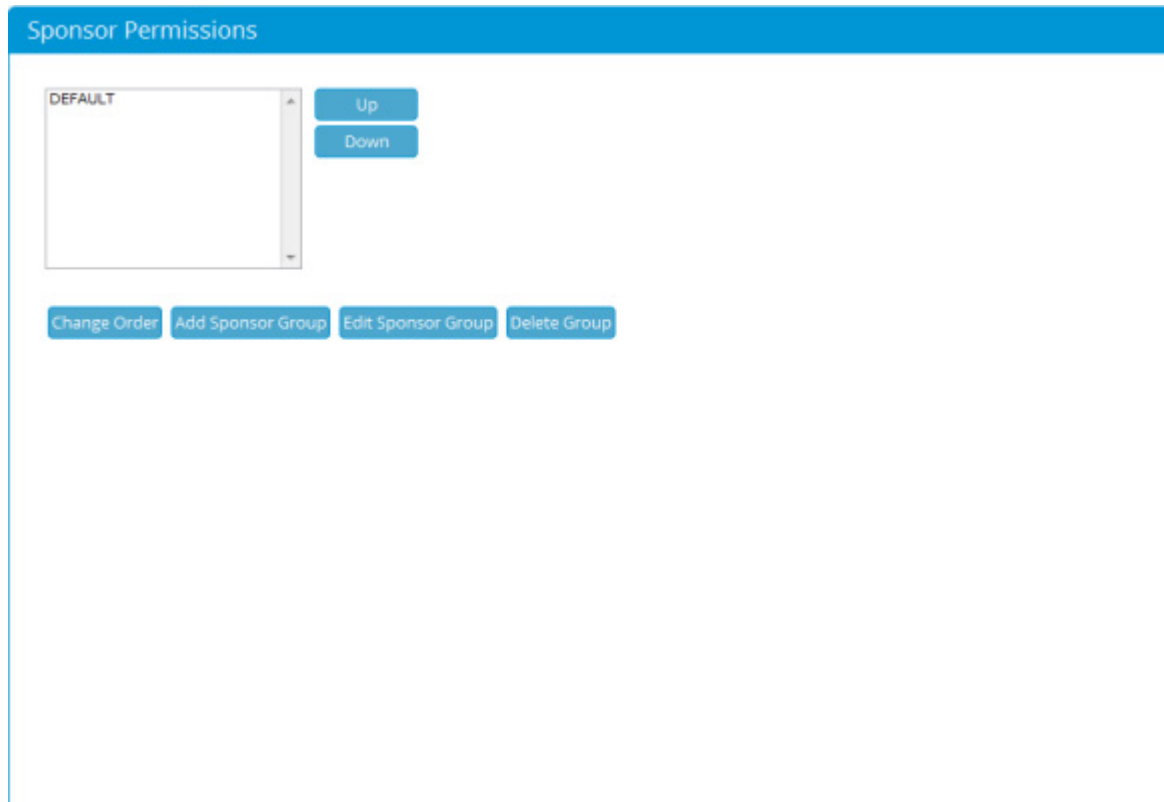 Sponsor Permissions
DEFAULT
Up
Down
Change Order Add Sponsor Group Edit Sponsor Group Delete Group